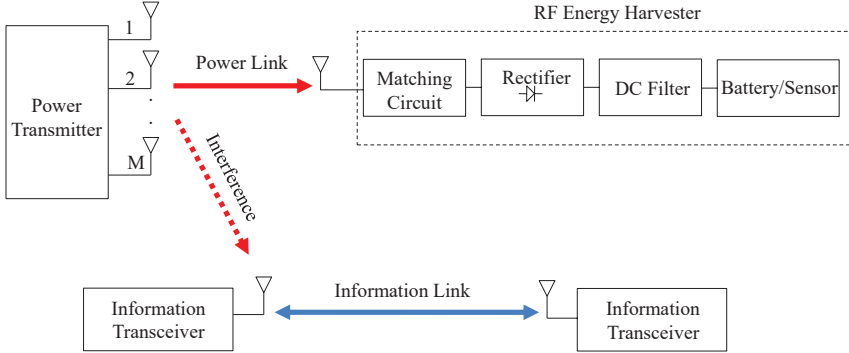 RF Energy Harvester
1
2
.
.
M
Power
Transmitter
Power Link
Matching
Circuit
Rectifier
DC Filter
Battery/Sensor
Interference
Information Link
Information
Transceiver
Information
Transceiver